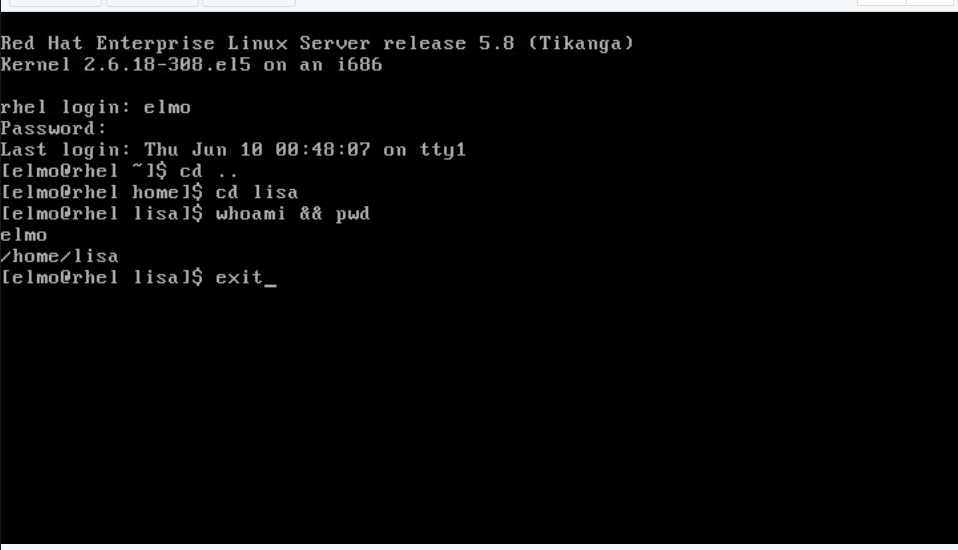 Red Hat Enterprise Linux Server release 5.8 (Tikanga)
Kernel 2.6.18-308.el5 on an i686
rhel login: elmo
Password:
Last login: Thu Jun 10 00:48:07 on tty1
[elmo@rhel ~]$ cd ..
[elmo@rhel home]$ cd lisa
[elmo@rhel lisa]$ whoami && pwd
elmo
/home/lisa
[elmo@rhel lisa]$ exit_